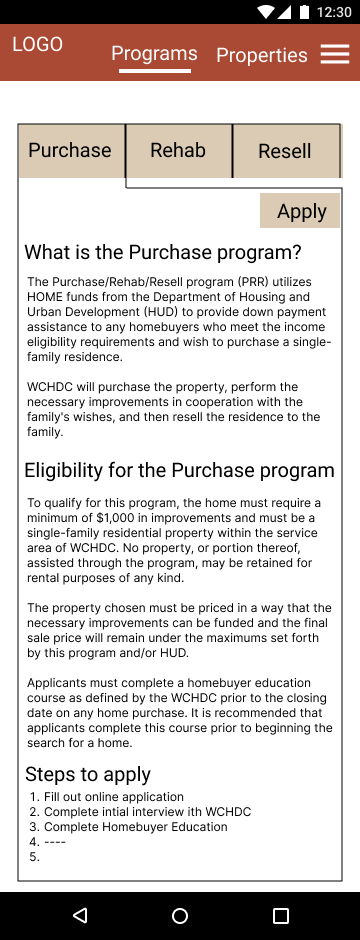 12:30
LOGO
Programs
Properties
Purchase
Rehab
Resell
Apply
What is the Purchase program?
The Purchase/Rehab/Resell program (PRR) utilizes
HOME funds from the Department of Housing and
Urban Development (HUD) to provide down payment
assistance to any homebuyers who meet the income
eligibility requirements and wish to purchase a single-
family residence.
WCHDC will purchase the property, perform the
necessary improvements in cooperation with the
family's wishes, and then resell the residence to the
family.
Eligibility for the Purchase program
To qualify for this program, the home must require a
minimum of $1,000 in improvements and must be a
single-family residential property within the service
area of WCHDC. No property, or portion thereof,
assisted through the program, may be retained for
rental purposes of any kind.
The property chosen must be priced in a way that the
necessary improvements can be funded and the final
sale price will remain under the maximums set forth
by this program and/or HUD.
Applicants must complete a homebuyer education
course as defined by the WCHDC prior to the closing
date on any home purchase. It is recommended that
applicants complete this course prior to beginning the
search for a home.
Steps to apply
1. Fill out online application
2. Complete intial interview ith WCHDC
3. Complete Homebuyer Education
4. ----
5.